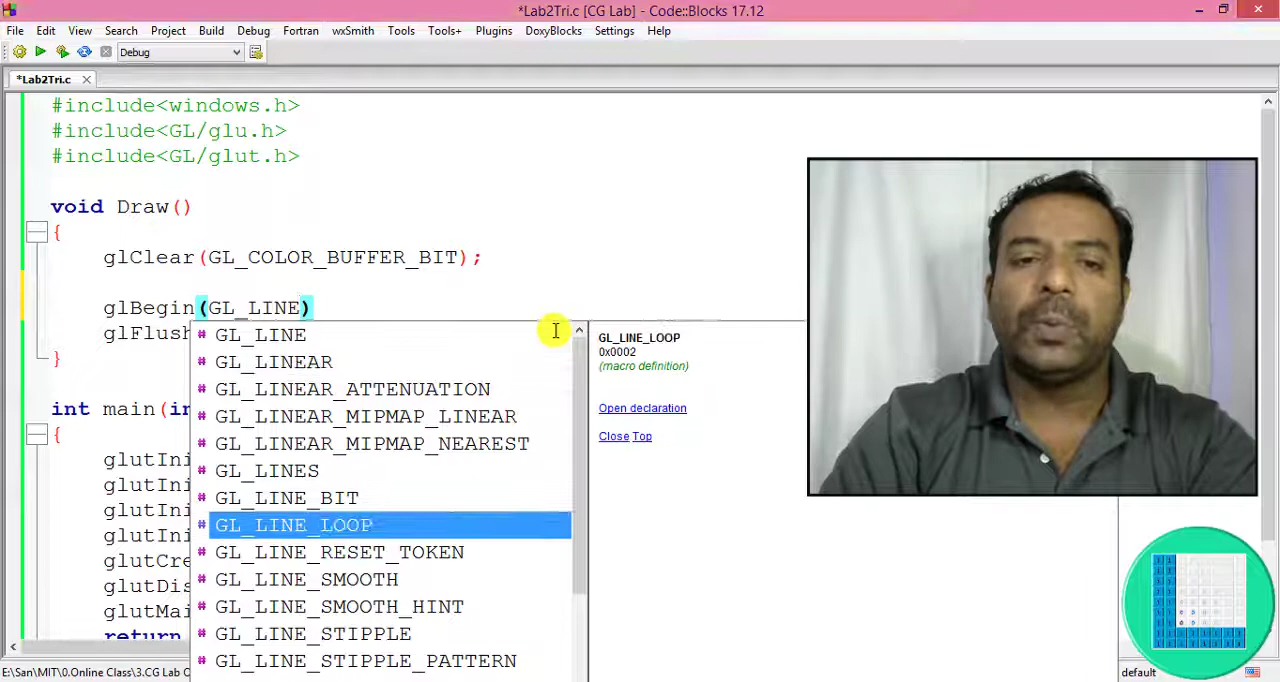 *Lab2Tri.c [CG Lab] - Code::Blocks 17.12
File Edit View Search Project Build Debug Fortran wxSmith Tools Tools+ Plugins DoxyBlocks Settings Help
Debug
*Lab2Tri.c
#include<windows.h>
#include<GL/glu.h>
#include<GL/glut.h>
void Draw()
{
glClear(GL_COLOR_BUFFER_BIT);
glBegin(GL_LINE)
glFlush
}
int main(in
{
glutIni
glutIni
glutIni
glutIni
glutCre
glutDis
glutMai
return
# GL_LINE
# GL_LINEAR
# GL_LINEAR_ATTENUATION
# GL_LINEAR_MIPMAP_LINEAR
# GL_LINEAR_MIPMAP_NEAREST
# GL_LINES
# GL_LINE_BIT
# GL_LINE_LOOP
# GL_LINE_RESET_TOKEN
# GL_LINE_SMOOTH
# GL_LINE_SMOOTH_HINT
# GL_LINE_STIPPLE
# GL_LINE_STIPPLE_PATTERN
GL_LINE_LOOP
0x0002
(macro definition)
Open declaration
Close Top
E:\San\MIT\0.Online Class\3.CG Lab O
default